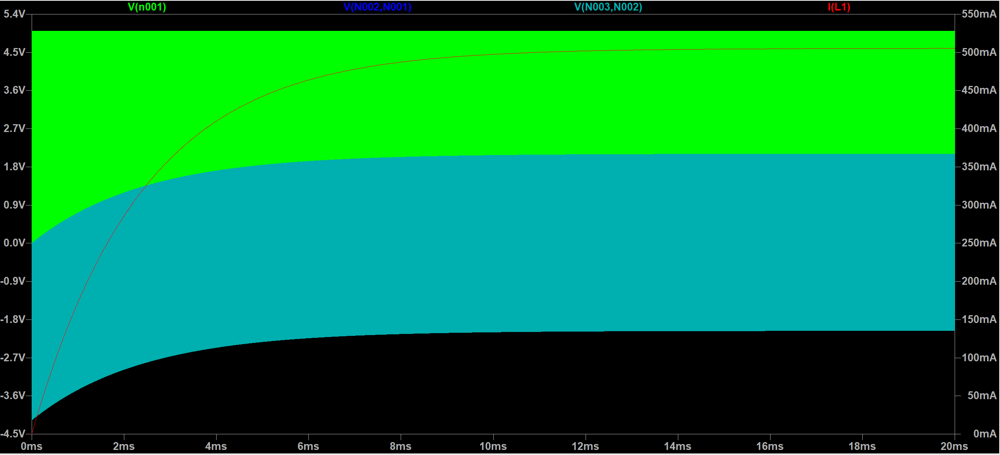 V(n001) V(N002,N001) V(N003,N002) I(L1)
5.4V 550mA
4.5V 500mA
3.6V 450mA
2.7V 400mA
1.8V 350mA
0.9V 300mA
0.0V 250mA
-0.9V 200mA
-1.8V 150mA
-2.7V 100mA
-3.6V 50mA
-4.5V 0mA
0ms 2ms 4ms 6ms 8ms 10ms 12ms 14ms 16ms 18ms 20ms